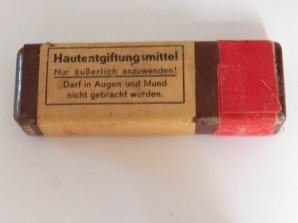 Hautentgiftungsmittel
Nur äußerlich anzuwenden!
Darf in Augen und Mund
nicht gebracht werden.